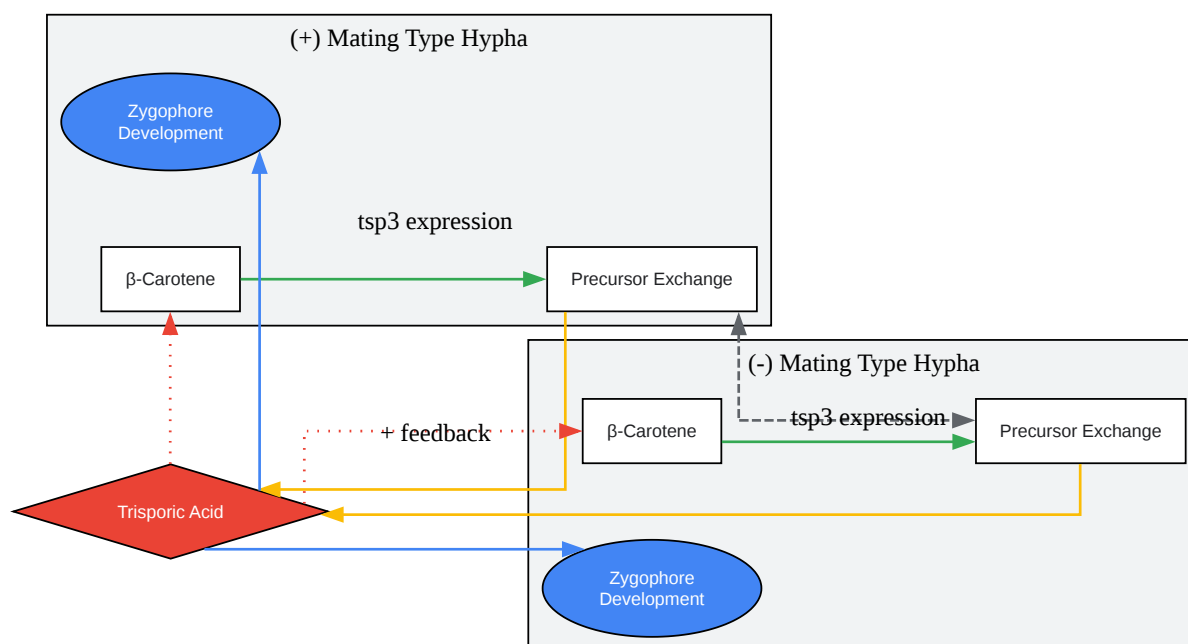 (+) Mating Type Hypha
Zygophore
Development
tsp3 expression
β-Carotene
Precursor Exchange
(-) Mating Type Hypha
tsp3 expression
+ feedback
β-Carotene
Precursor Exchange
Trisporic Acid
Zygophore
Development